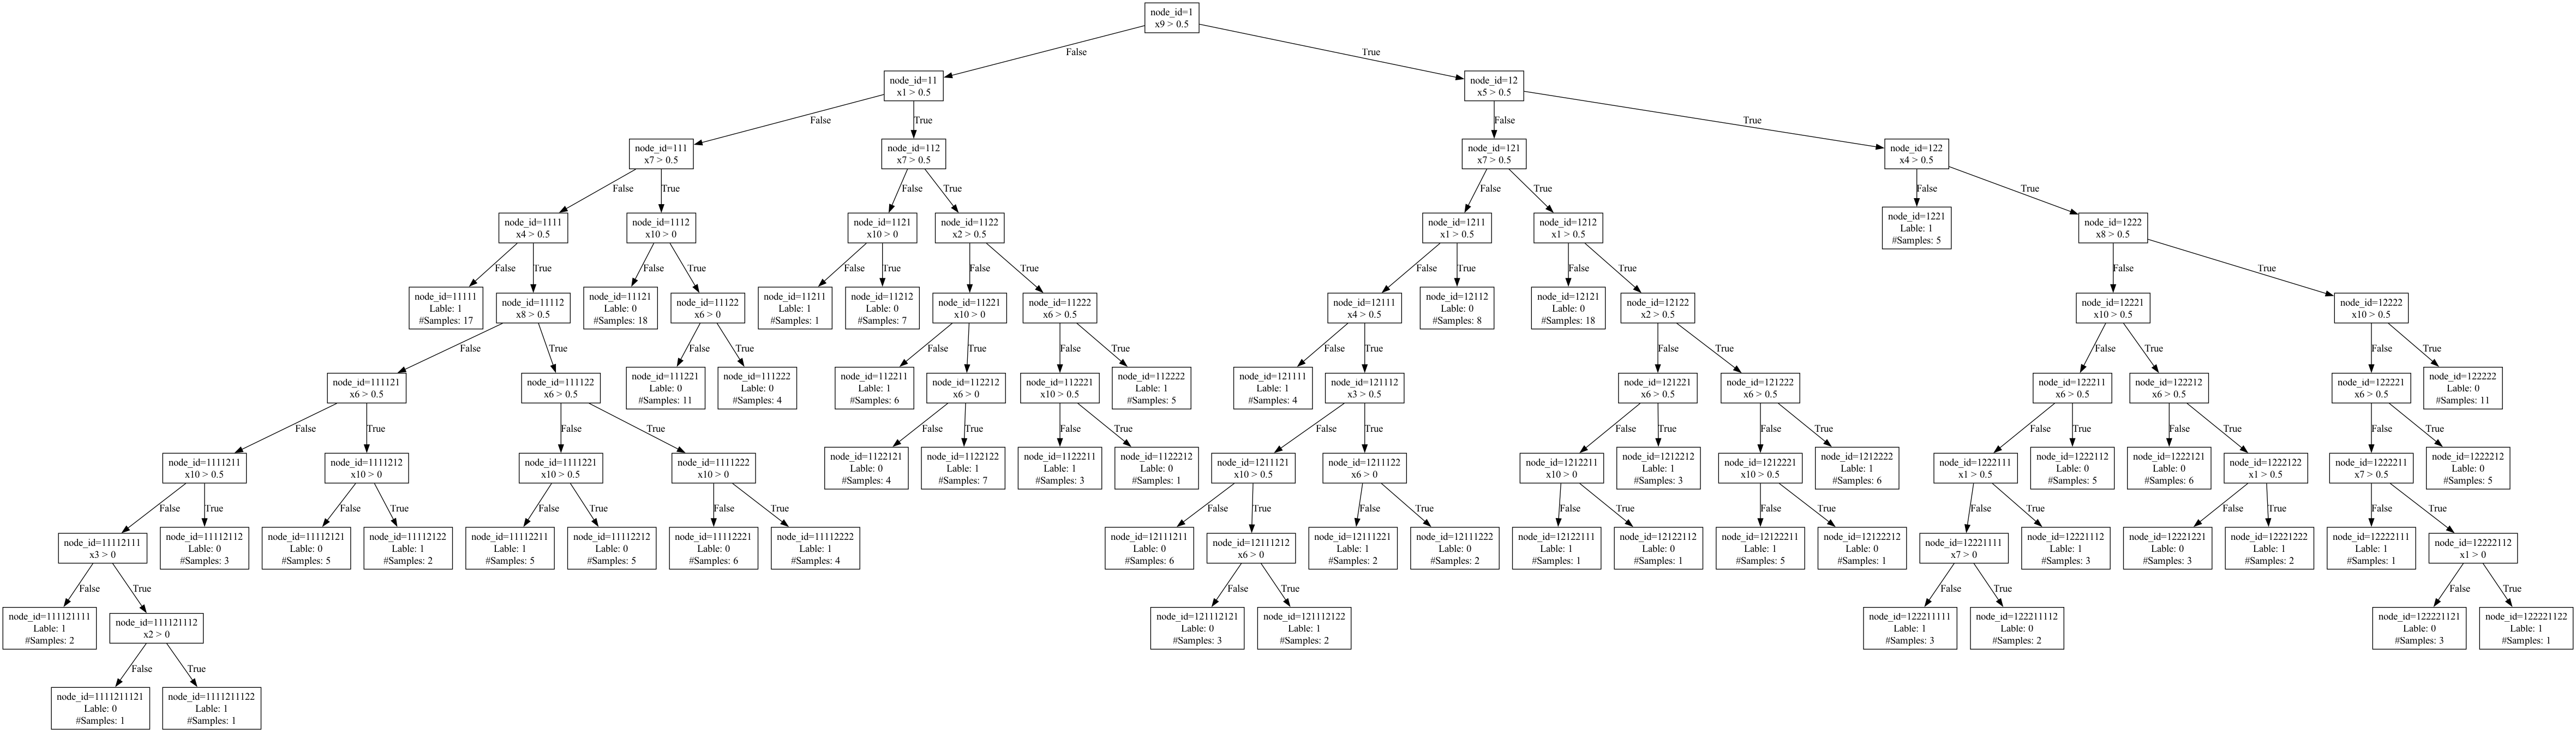 node_id=1
x9 > 0.5
False
True
node_id=11
x1 > 0.5
node_id=12
x5 > 0.5
False
True
False
True
node_id=111
x7 > 0.5
node_id=112
x7 > 0.5
node_id=121
x7 > 0.5
node_id=122
x4 > 0.5
False
True
False
True
False
True
False
True
node_id=1111
x4 > 0.5
node_id=1112
x10 > 0
node_id=1121
x10 > 0
node_id=1122
x2 > 0.5
node_id=1211
x1 > 0.5
node_id=1212
x1 > 0.5
node_id=1221
Lable: 1
#Samples: 5
node_id=1222
x8 > 0.5
False
True
False
True
False
True
False
True
False
True
False
True
False
True
node_id=11111
Lable: 1
#Samples: 17
node_id=11112
x8 > 0.5
node_id=11121
Lable: 0
#Samples: 18
node_id=11122
x6 > 0
node_id=11211
Lable: 1
#Samples: 1
node_id=11212
Lable: 0
#Samples: 7
node_id=11221
x10 > 0
node_id=11222
x6 > 0.5
node_id=12111
x4 > 0.5
node_id=12112
Lable: 0
#Samples: 8
node_id=12121
Lable: 0
#Samples: 18
node_id=12122
x2 > 0.5
node_id=12221
x10 > 0.5
node_id=12222
x10 > 0.5
False
True
False
True
False
True
False
True
False
True
False
True
False
True
False
True
node_id=111121
x6 > 0.5
node_id=111122
x6 > 0.5
node_id=111221
Lable: 0
#Samples: 11
node_id=111222
Lable: 0
#Samples: 4
node_id=112211
Lable: 1
#Samples: 6
node_id=112212
x6 > 0
node_id=112221
x10 > 0.5
node_id=112222
Lable: 1
#Samples: 5
node_id=121111
Lable: 1
#Samples: 4
node_id=121112
x3 > 0.5
node_id=121221
x6 > 0.5
node_id=121222
x6 > 0.5
node_id=122211
x6 > 0.5
node_id=122212
x6 > 0.5
node_id=122221
x6 > 0.5
node_id=122222
Lable: 0
#Samples: 11
False
True
False
True
False
True
False
True
False
True
False
True
False
True
False
True
False
True
False
True
node_id=1111211
x10 > 0.5
node_id=1111212
x10 > 0
node_id=1111221
x10 > 0.5
node_id=1111222
x10 > 0
node_id=1122121
Lable: 0
#Samples: 4
node_id=1122122
Lable: 1
#Samples: 7
node_id=1122211
Lable: 1
#Samples: 3
node_id=1122212
Lable: 0
#Samples: 1
node_id=1211121
x10 > 0.5
node_id=1211122
x6 > 0
node_id=1212211
x10 > 0
node_id=1212212
Lable: 1
#Samples: 3
node_id=1212221
x10 > 0.5
node_id=1212222
Lable: 1
#Samples: 6
node_id=1222111
x1 > 0.5
node_id=1222112
Lable: 0
#Samples: 5
node_id=1222121
Lable: 0
#Samples: 6
node_id=1222122
x1 > 0.5
node_id=1222211
x7 > 0.5
node_id=1222212
Lable: 0
#Samples: 5
False
True
False
True
False
True
False
True
False
True
False
True
False
True
False
True
False
True
False
True
False
True
node_id=11112111
x3 > 0
node_id=11112112
Lable: 0
#Samples: 3
node_id=11112121
Lable: 0
#Samples: 5
node_id=11112122
Lable: 1
#Samples: 2
node_id=11112211
Lable: 1
#Samples: 5
node_id=11112212
Lable: 0
#Samples: 5
node_id=11112221
Lable: 0
#Samples: 6
node_id=11112222
Lable: 1
#Samples: 4
node_id=12111211
Lable: 0
#Samples: 6
node_id=12111212
x6 > 0
node_id=12111221
Lable: 1
#Samples: 2
node_id=12111222
Lable: 0
#Samples: 2
node_id=12122111
Lable: 1
#Samples: 1
node_id=12122112
Lable: 0
#Samples: 1
node_id=12122211
Lable: 1
#Samples: 5
node_id=12122212
Lable: 0
#Samples: 1
node_id=12221111
x7 > 0
node_id=12221112
Lable: 1
#Samples: 3
node_id=12221221
Lable: 0
#Samples: 3
node_id=12221222
Lable: 1
#Samples: 2
node_id=12222111
Lable: 1
#Samples: 1
node_id=12222112
x1 > 0
False
True
False
True
False
True
False
True
node_id=111121111
Lable: 1
#Samples: 2
node_id=111121112
x2 > 0
node_id=121112121
Lable: 0
#Samples: 3
node_id=121112122
Lable: 1
#Samples: 2
node_id=122211111
Lable: 1
#Samples: 3
node_id=122211112
Lable: 0
#Samples: 2
node_id=122221121
Lable: 0
#Samples: 3
node_id=122221122
Lable: 1
#Samples: 1
False
True
node_id=1111211121
Lable: 0
#Samples: 1
node_id=1111211122
Lable: 1
#Samples: 1